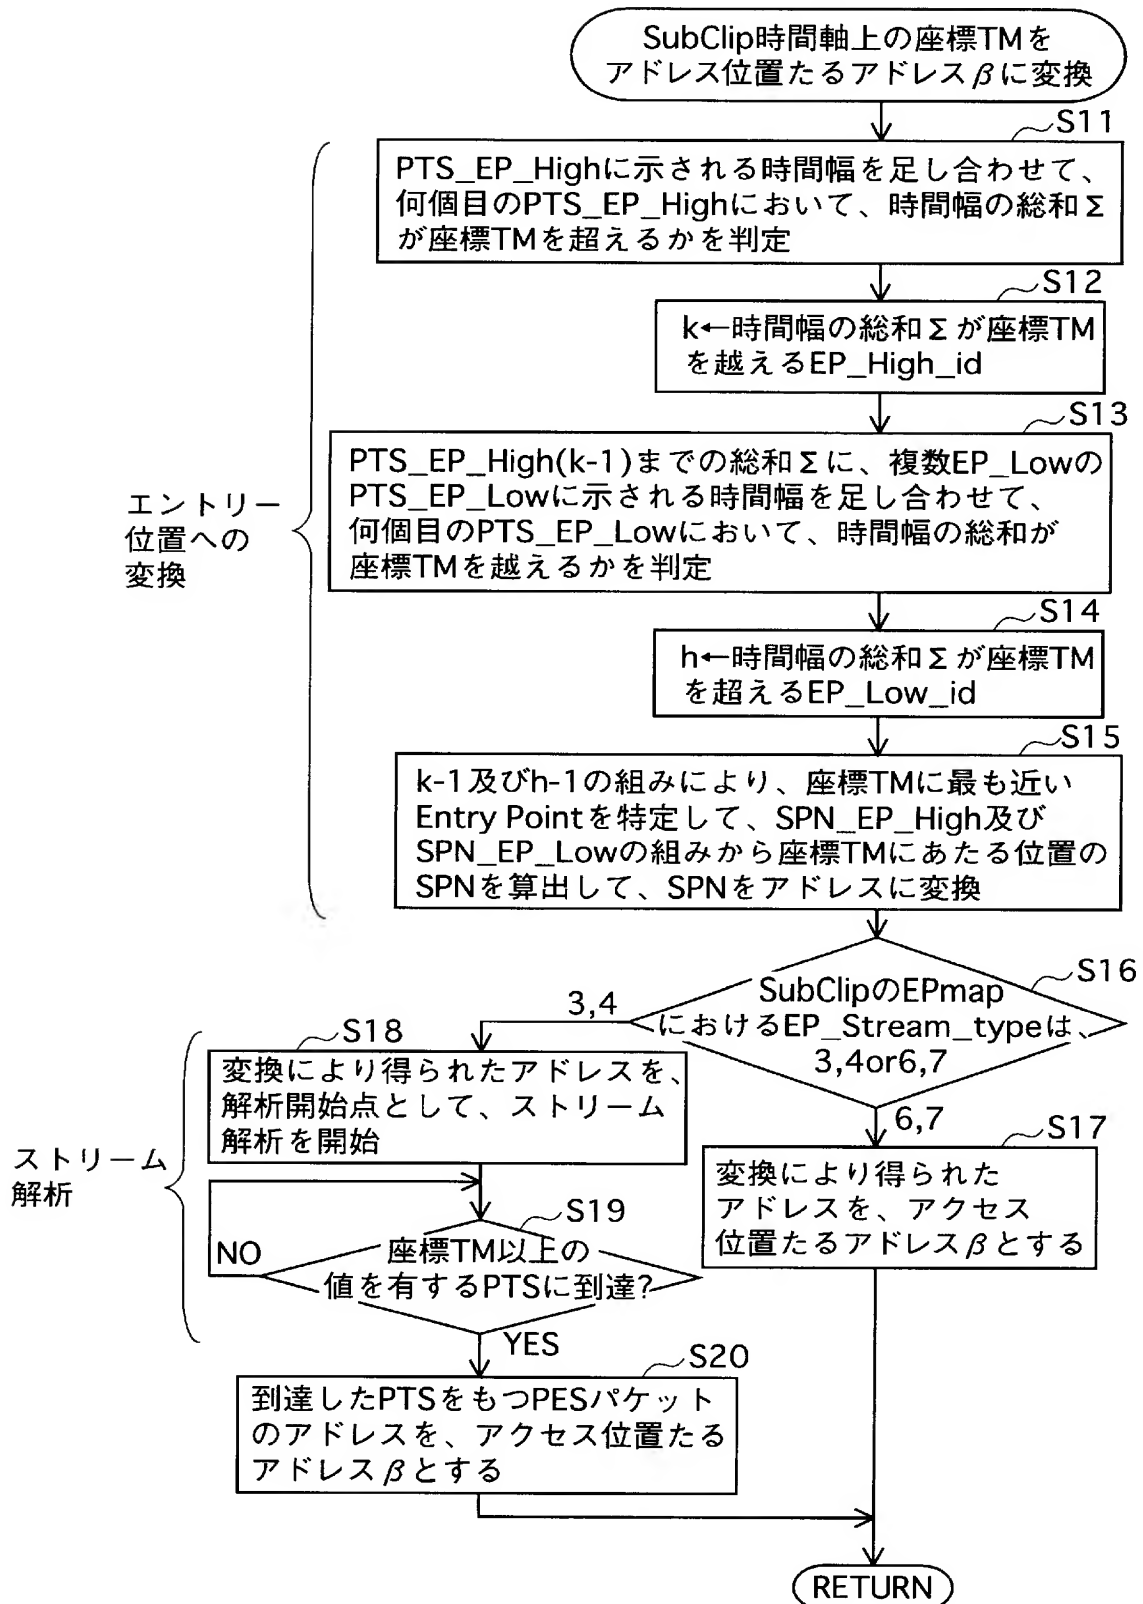 SubClip時間軸上の座標TMを
アドレス位置たるアドレスβに変換
S11
PTS_EP_Highに示される時間幅を足し合わせて、
何個目のPTS_EP_Highにおいて、時間幅の総和Σ
が座標TMを超えるかを判定
S12
k←時間幅の総和Σが座標TM
を越えるEP_High_id
S13
PTS_EP_High(k-1)までの総和Σに、複数EP_Lowの
PTS_EP_Lowに示される時間幅を足し合わせて、
何個目のPTS_EP_Lowにおいて、時間幅の総和が
座標TMを越えるかを判定
エントリー
位置への
変換
S14
h←時間幅の総和Σが座標TM
を超えるEP_Low_id
S15
k-1及びh-1の組みにより、座標TMに最も近い
Entry Pointを特定して、SPN_EP_High及び
SPN_EP_Lowの組みから座標TMにあたる位置の
SPNを算出して、SPNをアドレスに変換
S16
SubClipのEPmap
におけるEP_Stream_typeは、
3,4or6,7
3,4
6,7
S18
変換により得られたアドレスを、
解析開始点として、ストリーム
解析を開始
S17
変換により得られた
アドレスを、アクセス
位置たるアドレスβとする
ストリーム
解析
S19
座標TM以上の
値を有するPTSに到達?
NO
YES
S20
到達したPTSをもつPESパケット
のアドレスを、アクセス位置たる
アドレスβとする
RETURN